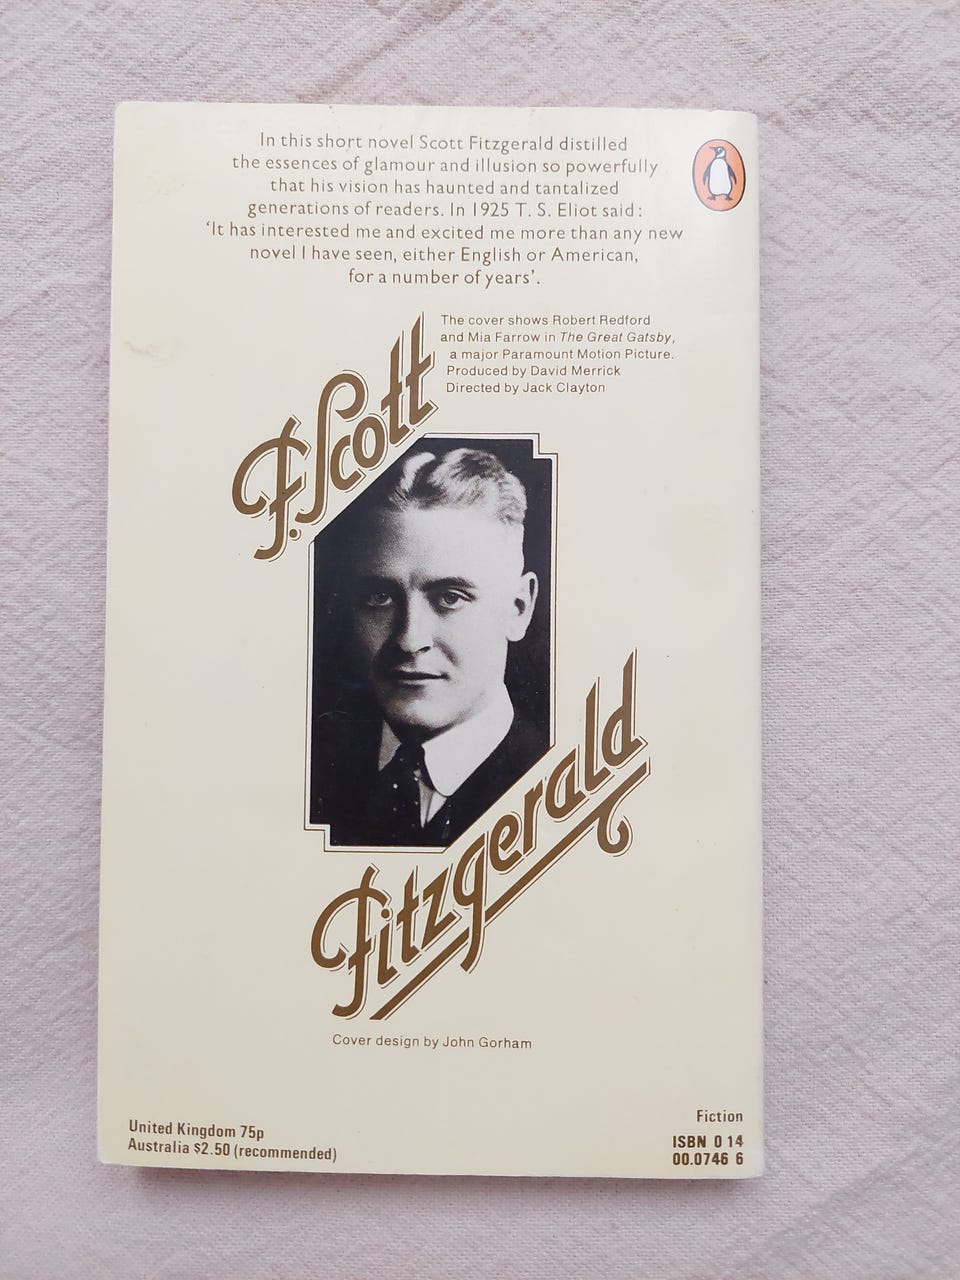 In this short novel Scott Fitzgerald distilled
the essences of glamour and illusion so powerfully
that his vision has haunted and tantalized
generations of readers. In 1925 T. S. Eliot said:
‘It has interested me and excited me more than any new
novel I have seen, either English or American,
for a number of years’.
The cover shows Robert Redford
and Mia Farrow in The Great Gatsby,
a major Paramount Motion Picture.
Produced by David Merrick
Directed by Jack Clayton
F. Scott
Fitzgerald
Cover design by John Gorham
United Kingdom 75p
Australia $2.50 (recommended)
Fiction
ISBN 0 14
00.0746 6